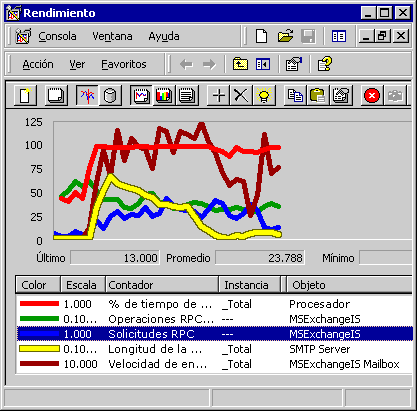 Rendimiento
Consola Ventana Ayuda
Acción Ver Favoritos
125
100
75
50
25
0
Último 13.000 Promedio 23.788 Mínimo
Color Escala Contador Instancia Objeto
1.000 % de tiempo de ... _Total Procesador
0.10... Operaciones RPC... --- MSExchangeIS
1.000 Solicitudes RPC --- MSExchangeIS
0.10... Longitud de la ... _Total SMTP Server
10.000 Velocidad de en... _Total MSExchangeIS Mailbox